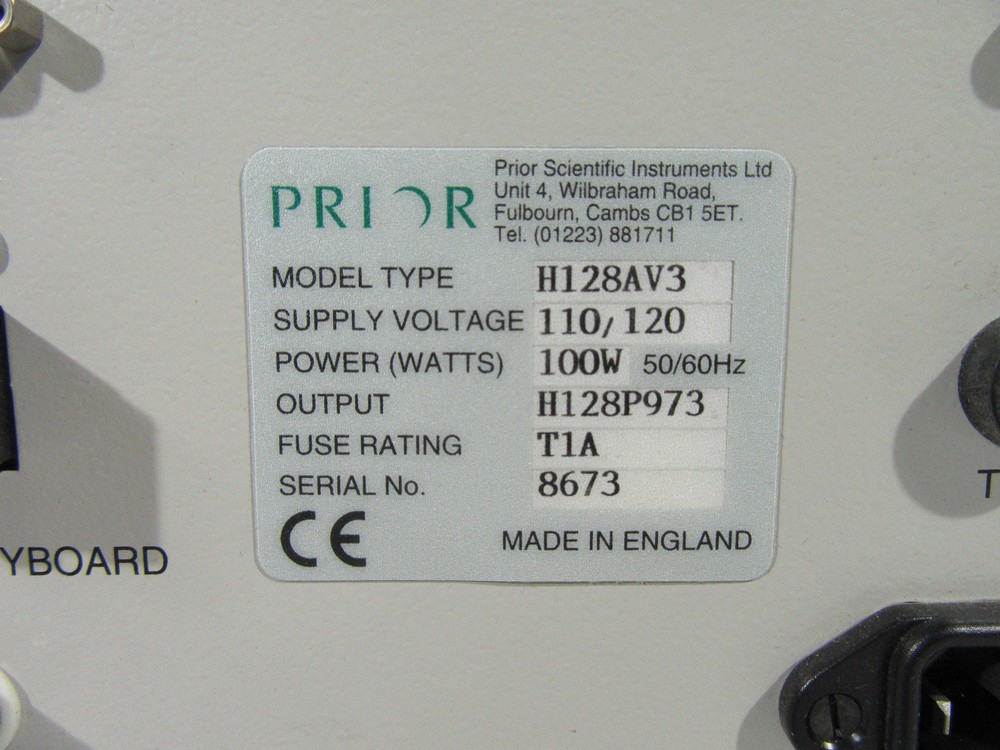 PRIOR
Prior Scientific Instruments Ltd
Unit 4, Wilbraham Road,
Fulbourn, Cambs CB1 5ET.
Tel. (01223) 881711
MODEL TYPE H128AV3
SUPPLY VOLTAGE 110/120
POWER (WATTS) 100W 50/60Hz
OUTPUT H128P973
FUSE RATING T1A
SERIAL No. 8673
CE MADE IN ENGLAND
YBOARD
T